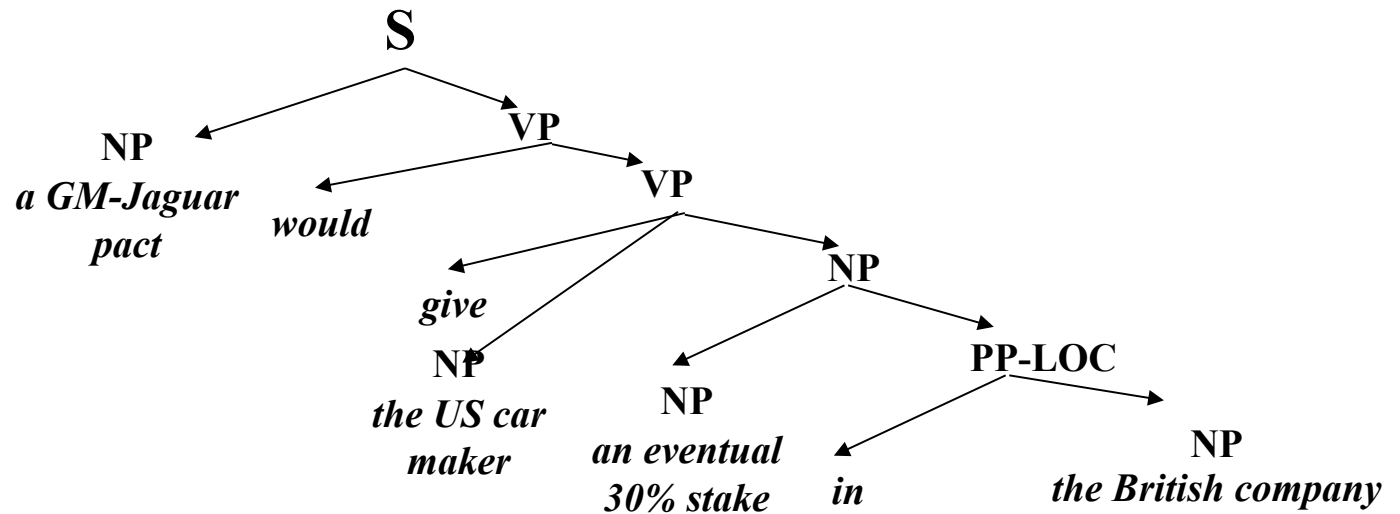 S
VP
NP
a GM-Jaguar
pact
would
VP
give
NP
the US car
maker
NP
NP
an eventual
30% stake
PP-LOC
in
NP
the British company